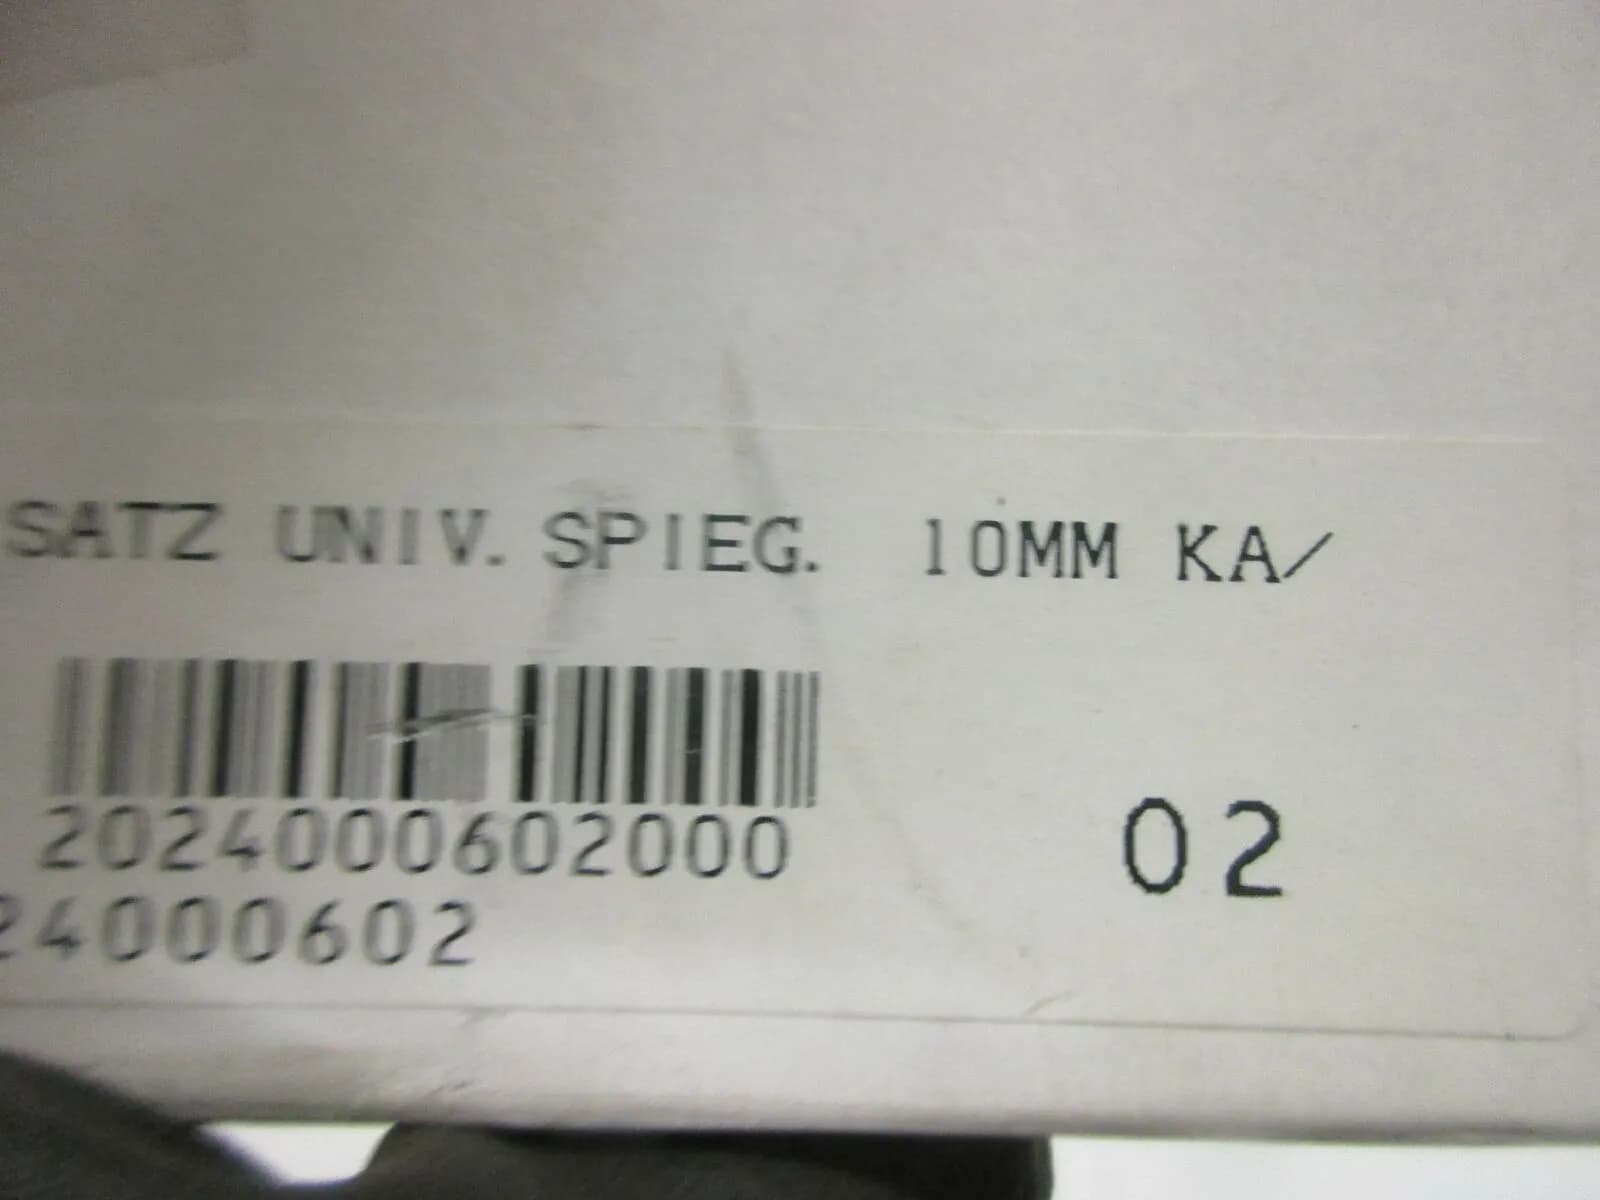 SATZ UNIV. SPIEG. 10MM KA/
2024000602000
02
24000602